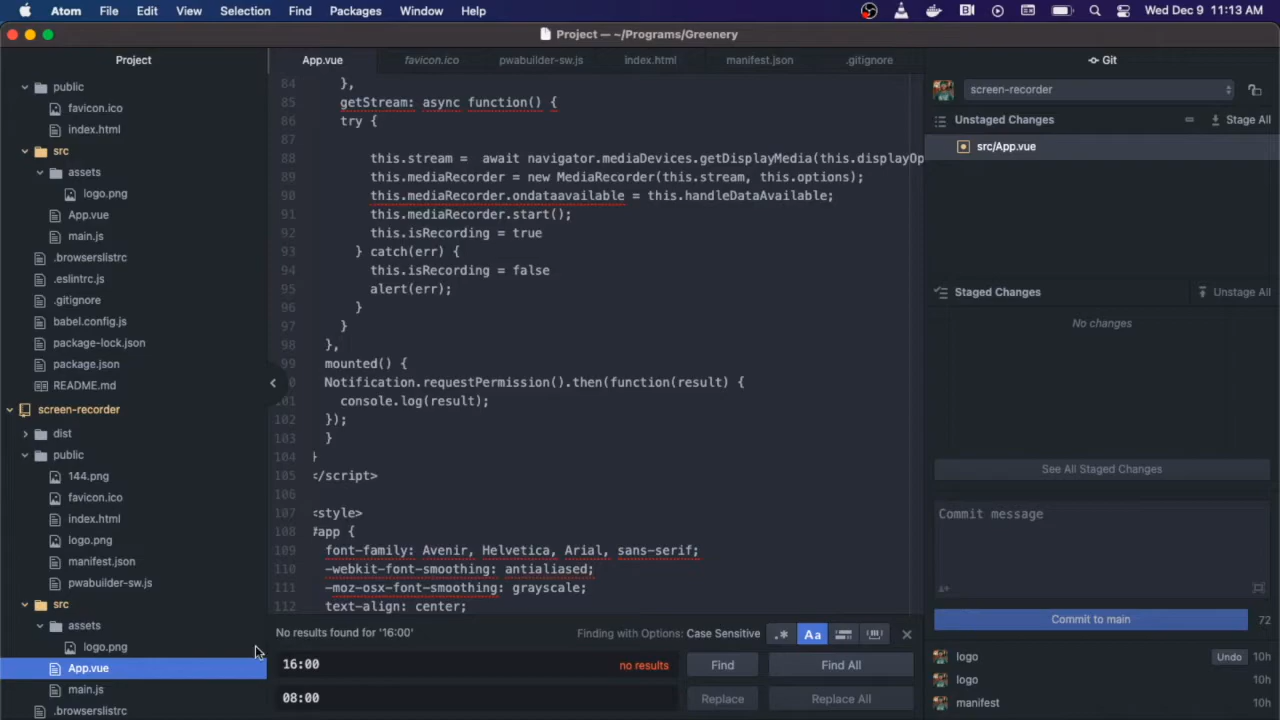 Atom File Edit View Selection Find Packages Window Help Wed Dec 9 11:13 AM
Project — ~/Programs/Greenery
Project
App.vue favicon.ico pwabuilder-sw.js index.html manifest.json .gitignore
Git
public
favicon.ico
index.html
src
assets
logo.png
App.vue
main.js
.browserslistrc
.eslintrc.js
.gitignore
babel.config.js
package-lock.json
package.json
README.md
screen-recorder
dist
public
144.png
favicon.ico
index.html
logo.png
manifest.json
pwabuilder-sw.js
src
assets
logo.png
App.vue
main.js
.browserslistrc
84 },
85 getStream: async function() {
86 try {
87
88 this.stream = await navigator.mediaDevices.getDisplayMedia(this.displayOp
89 this.mediaRecorder = new MediaRecorder(this.stream, this.options);
90 this.mediaRecorder.ondataavailable = this.handleDataAvailable;
91 this.mediaRecorder.start();
92 this.isRecording = true
93 } catch(err) {
94 this.isRecording = false
95 alert(err);
96 }
97 }
98 },
99 mounted() {
Notification.requestPermission().then(function(result) {
101 console.log(result);
102 });
103 }
104 }
105 </script>
106
107 <style>
108 #app {
109 font-family: Avenir, Helvetica, Arial, sans-serif;
110 -webkit-font-smoothing: antialiased;
111 -moz-osx-font-smoothing: grayscale;
112 text-align: center;
No results found for '16:00' Finding with Options: Case Sensitive .* Aa
16:00 no results Find Find All
08:00 Replace Replace All
screen-recorder
Unstaged Changes Stage All
src/App.vue
Staged Changes Unstage All
No changes
See All Staged Changes
Commit message
Commit to main 72
logo Undo 10h
logo 10h
manifest 10h